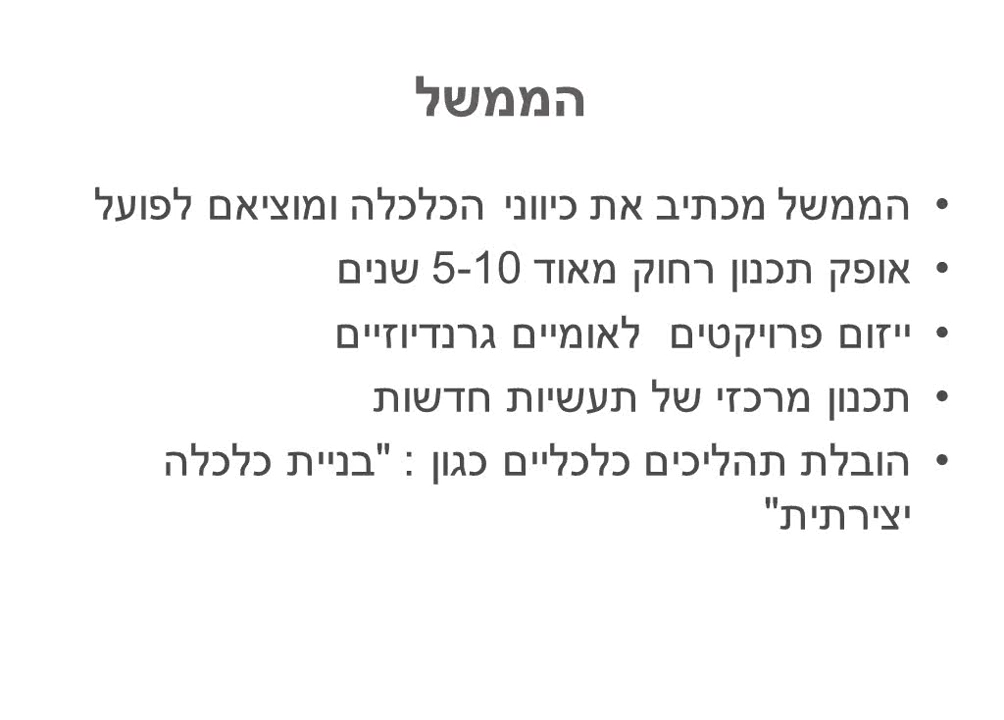 הממשל
• הממשל מכתיב את כיווני הכלכלה ומוציאם לפועל
• אופק תכנון רחוק מאוד 5-10 שנים
• ייזום פרויקטים לאומיים גרנדיוזיים
• תכנון מרכזי של תעשיות חדשות
• הובלת תהליכים כלכליים כגון : "בניית כלכלה
יצירתית"